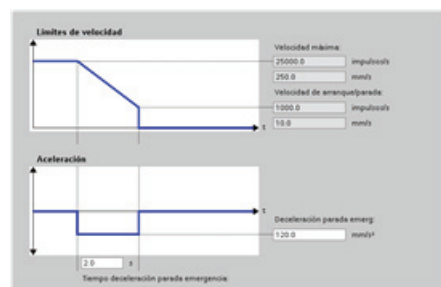 Límites de velocidad
Velocidad máxima:
25000.0 impulsos/s
250.0 mm/s
Velocidad de arranque/parada:
1000.0 impulsos/s
10.0 mm/s
t
Aceleración
t
Deceleración parada emerg:
120.0 mm/s²
2.0 s
Tiempo deceleración parada emergencia: